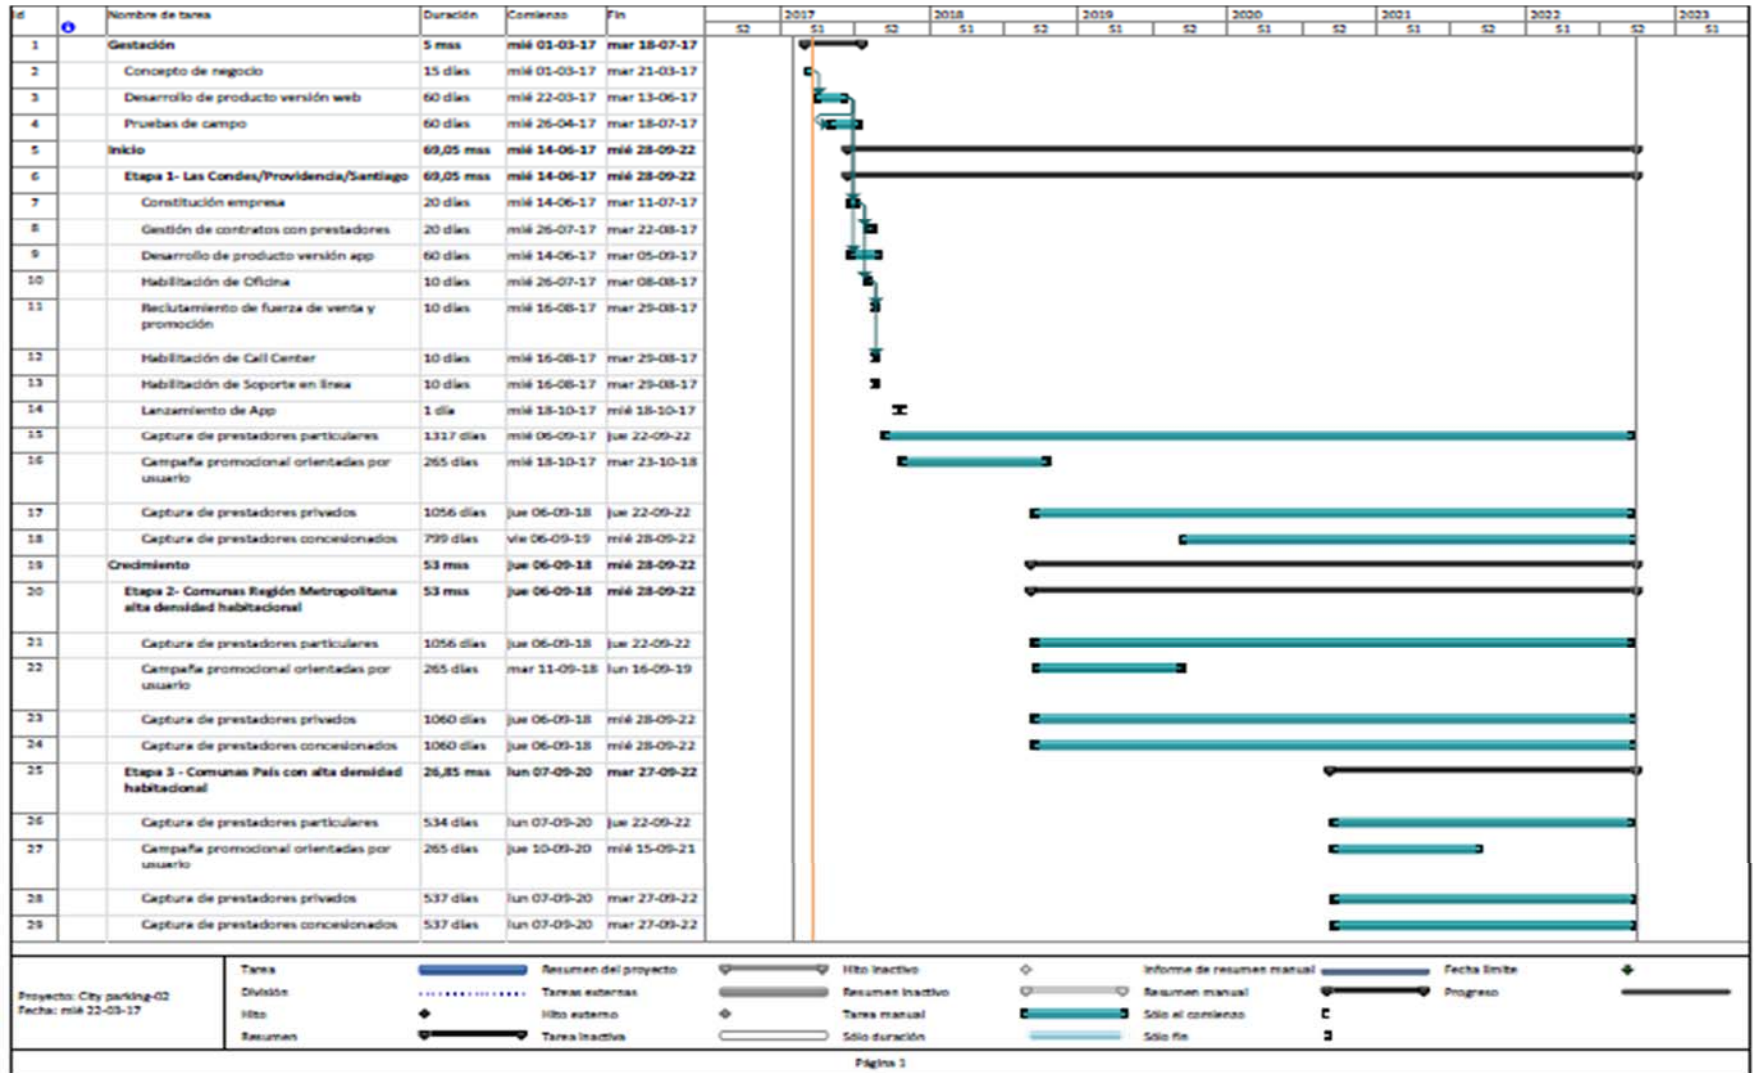 Id Nombre de tarea Duración Comienzo Fin 2017 2018 2019 2020 2021 2022 2023
S2 S1 S2 S1 S2 S1 S2 S1 S2 S1 S2 S1 S2 S1
1 Gestación 5 mss mié 01-03-17 mar 18-07-17
2 Concepto de negocio 15 días mié 01-03-17 mar 21-03-17
3 Desarrollo de producto versión web 60 días mié 22-03-17 mar 13-06-17
4 Pruebas de campo 60 días mié 26-04-17 mar 18-07-17
5 Inicio 69,05 mss mié 14-06-17 mié 28-09-22
6 Etapa 1- Las Condes/Providencia/Santiago 69,05 mss mié 14-06-17 mié 28-09-22
7 Constitución empresa 20 días mié 14-06-17 mar 11-07-17
8 Gestión de contratos con prestadores 20 días mié 26-07-17 mar 22-08-17
9 Desarrollo de producto versión app 60 días mié 14-06-17 mar 05-09-17
10 Habilitación de Oficina 10 días mié 26-07-17 mar 08-08-17
11 Reclutamiento de fuerza de venta y 10 días mié 16-08-17 mar 29-08-17
promoción
12 Habilitación de Call Center 10 días mié 16-08-17 mar 29-08-17
13 Habilitación de Soporte en linea 10 días mié 16-08-17 mar 29-08-17
14 Lanzamiento de App 1 día mié 18-10-17 mié 18-10-17
15 Captura de prestadores particulares 1317 días mié 06-09-17 jue 22-09-22
16 Campaña promocional orientadas por 265 días mié 18-10-17 mar 23-10-18
usuario
17 Captura de prestadores privados 1056 días jue 06-09-18 jue 22-09-22
18 Captura de prestadores concesionados 799 días vie 06-09-19 mié 28-09-22
19 Crecimiento 53 mss jue 06-09-18 mié 28-09-22
20 Etapa 2- Comunas Región Metropolitana 53 mss jue 06-09-18 mié 28-09-22
alta densidad habitacional
21 Captura de prestadores particulares 1056 días jue 06-09-18 jue 22-09-22
22 Campaña promocional orientadas por 265 días mar 11-09-18 lun 16-09-19
usuario
23 Captura de prestadores privados 1060 días jue 06-09-18 mié 28-09-22
24 Captura de prestadores concesionados 1060 días jue 06-09-18 mié 28-09-22
25 Etapa 3 - Comunas País con alta densidad 26,85 mss lun 07-09-20 mar 27-09-22
habitacional
26 Captura de prestadores particulares 534 días lun 07-09-20 jue 22-09-22
27 Campaña promocional orientadas por 265 días jue 10-09-20 mié 15-09-21
usuario
28 Captura de prestadores privados 537 días lun 07-09-20 mar 27-09-22
29 Captura de prestadores concesionados 537 días lun 07-09-20 mar 27-09-22
Proyecto: City parking-02
Fecha: mié 22-03-17
Tarea Resumen del proyecto Hito inactivo Informe de resumen manual Fecha límite
División Tareas externas Resumen inactivo Resumen manual Progreso
Hito Hito externo Tarea manual Sólo el comienzo
Resumen Tarea inactiva Sólo duración Sólo fin
Página 1